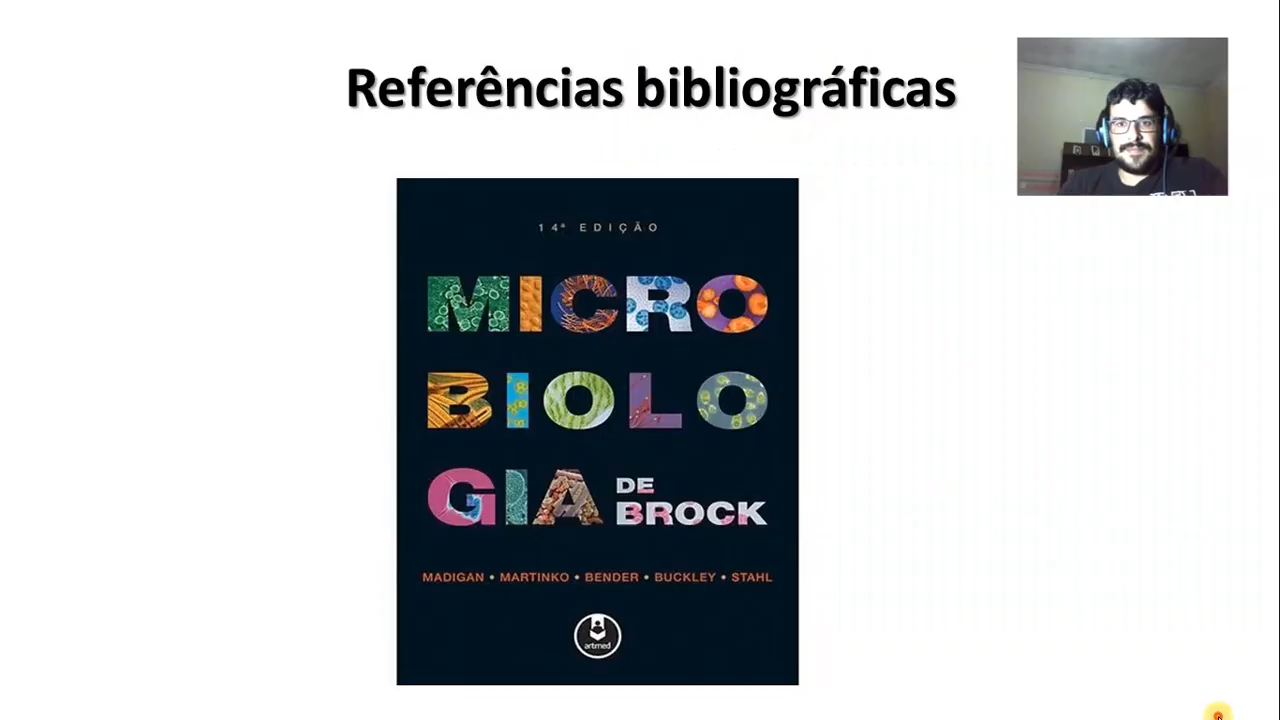 Referências bibliográficas
14ª EDIÇÃO
MICRO
BIOLO
GIA DE
BROCK
MADIGAN • MARTINKO • BENDER • BUCKLEY • STAHL
artmed